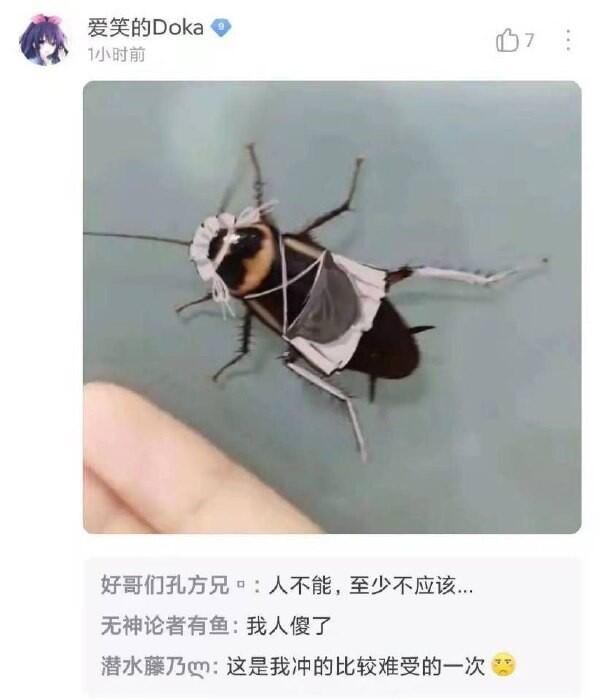 爱笑的Doka 9
1小时前
7
好哥们孔方兄▫：人不能，至少不应该...
无神论者有鱼：我人傻了
潜水藤乃ლ：这是我冲的比较难受的一次